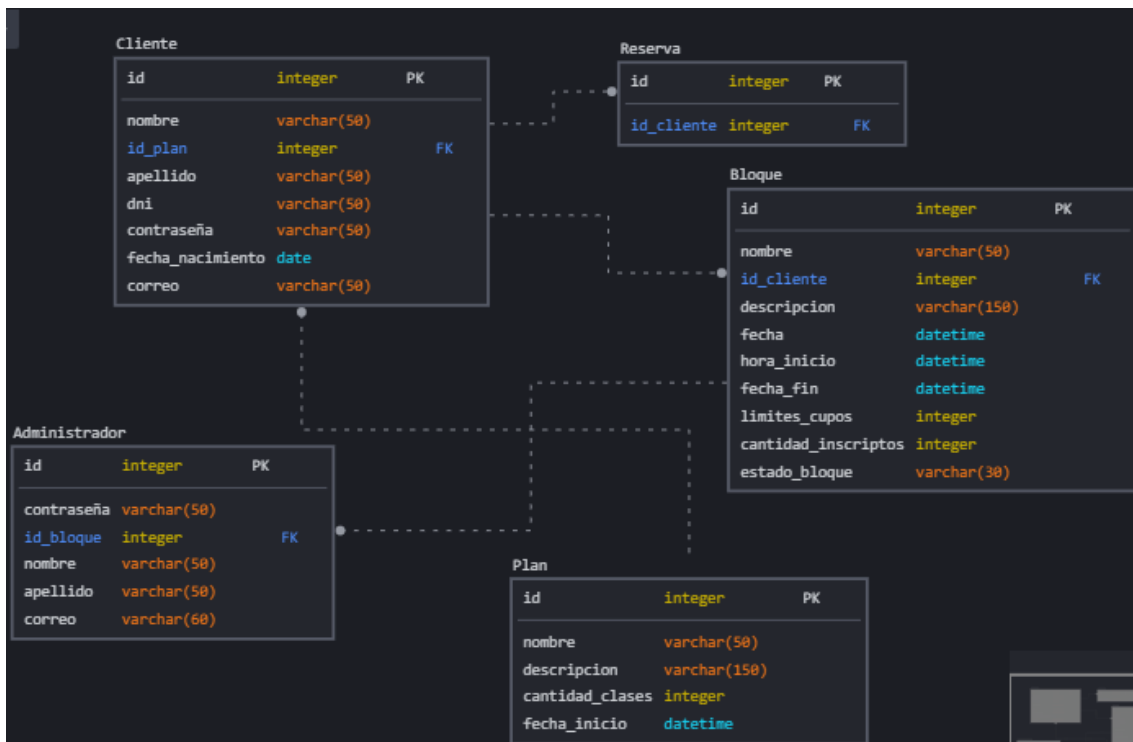 Cliente
id integer PK
nombre varchar(50)
id_plan integer FK
apellido varchar(50)
dni varchar(50)
contraseña varchar(50)
fecha_nacimiento date
correo varchar(50)
Reserva
id integer PK
id_cliente integer FK
Bloque
id integer PK
nombre varchar(50)
id_cliente integer FK
descripcion varchar(150)
fecha datetime
hora_inicio datetime
fecha_fin datetime
limites_cupos integer
cantidad_inscriptos integer
estado_bloque varchar(30)
Administrador
id integer PK
contraseña varchar(50)
id_bloque integer FK
nombre varchar(50)
apellido varchar(50)
correo varchar(60)
Plan
id integer PK
nombre varchar(50)
descripcion varchar(150)
cantidad_clases integer
fecha_inicio datetime